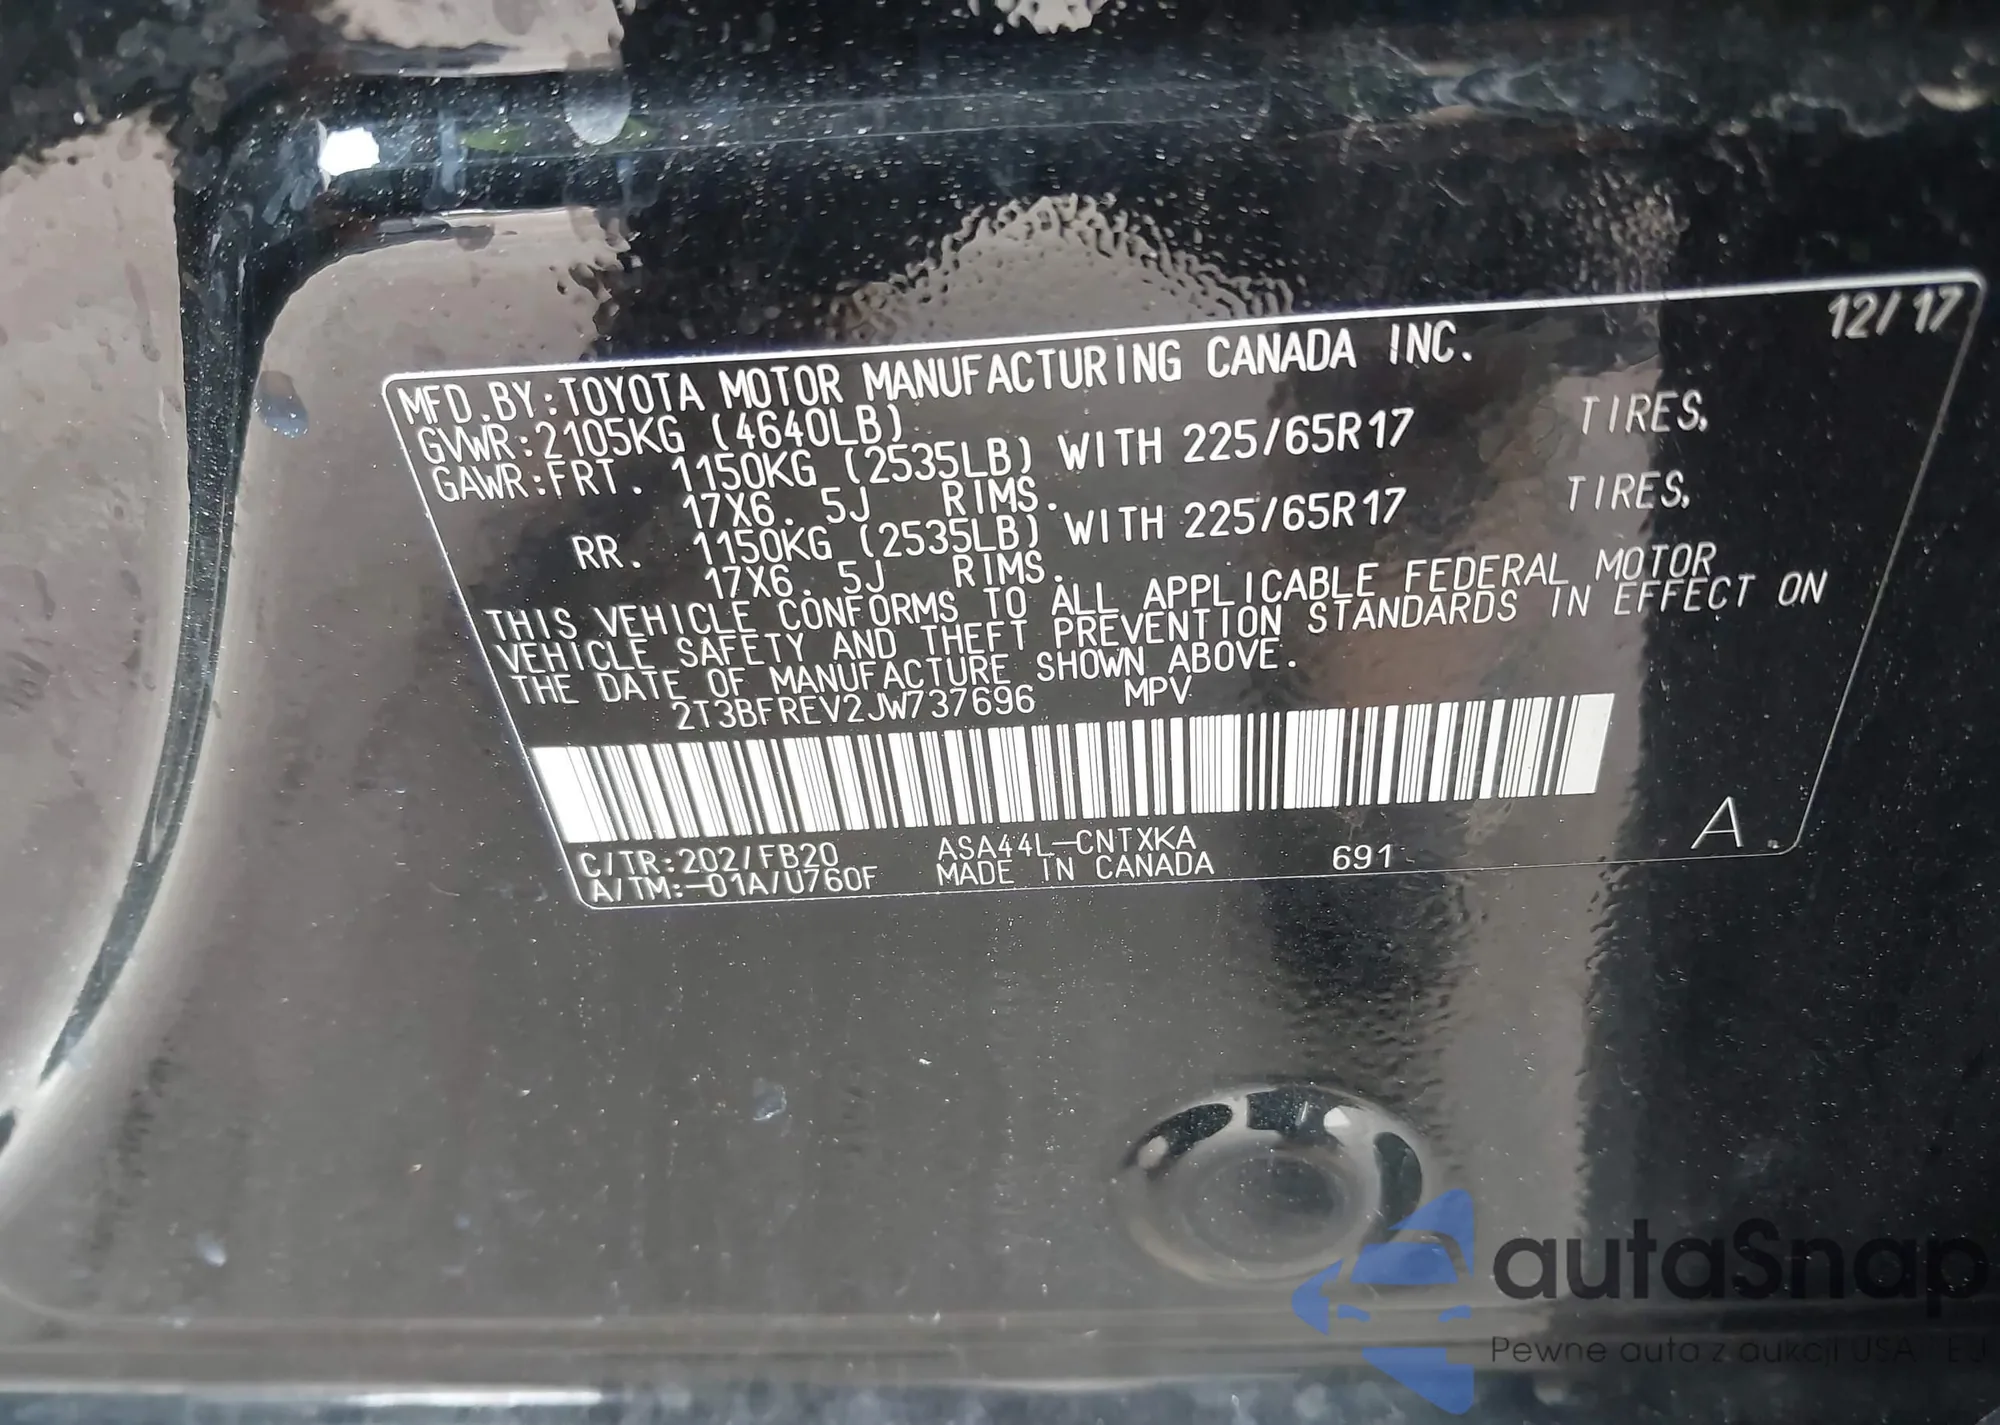 12/17
MFD. BY: TOYOTA MOTOR MANUFACTURING CANADA INC.
GVWR: 2105KG (4640LB)
GAWR: FRT. 1150KG (2535LB) WITH 225/65R17 TIRES,
17X6. 5J RIMS.
RR. 1150KG (2535LB) WITH 225/65R17 TIRES,
17X6. 5J RIMS.
THIS VEHICLE CONFORMS TO ALL APPLICABLE FEDERAL MOTOR
VEHICLE SAFETY AND THEFT PREVENTION STANDARDS IN EFFECT ON
THE DATE OF MANUFACTURE SHOWN ABOVE.
2T3BFREV2JW737696 MPV
C/TR:202/FB20 ASA44L-CNTXKA 691 A.
A/TM:-01A/U760F MADE IN CANADA
autaSnap
Pewne auta z aukcji USA i EU